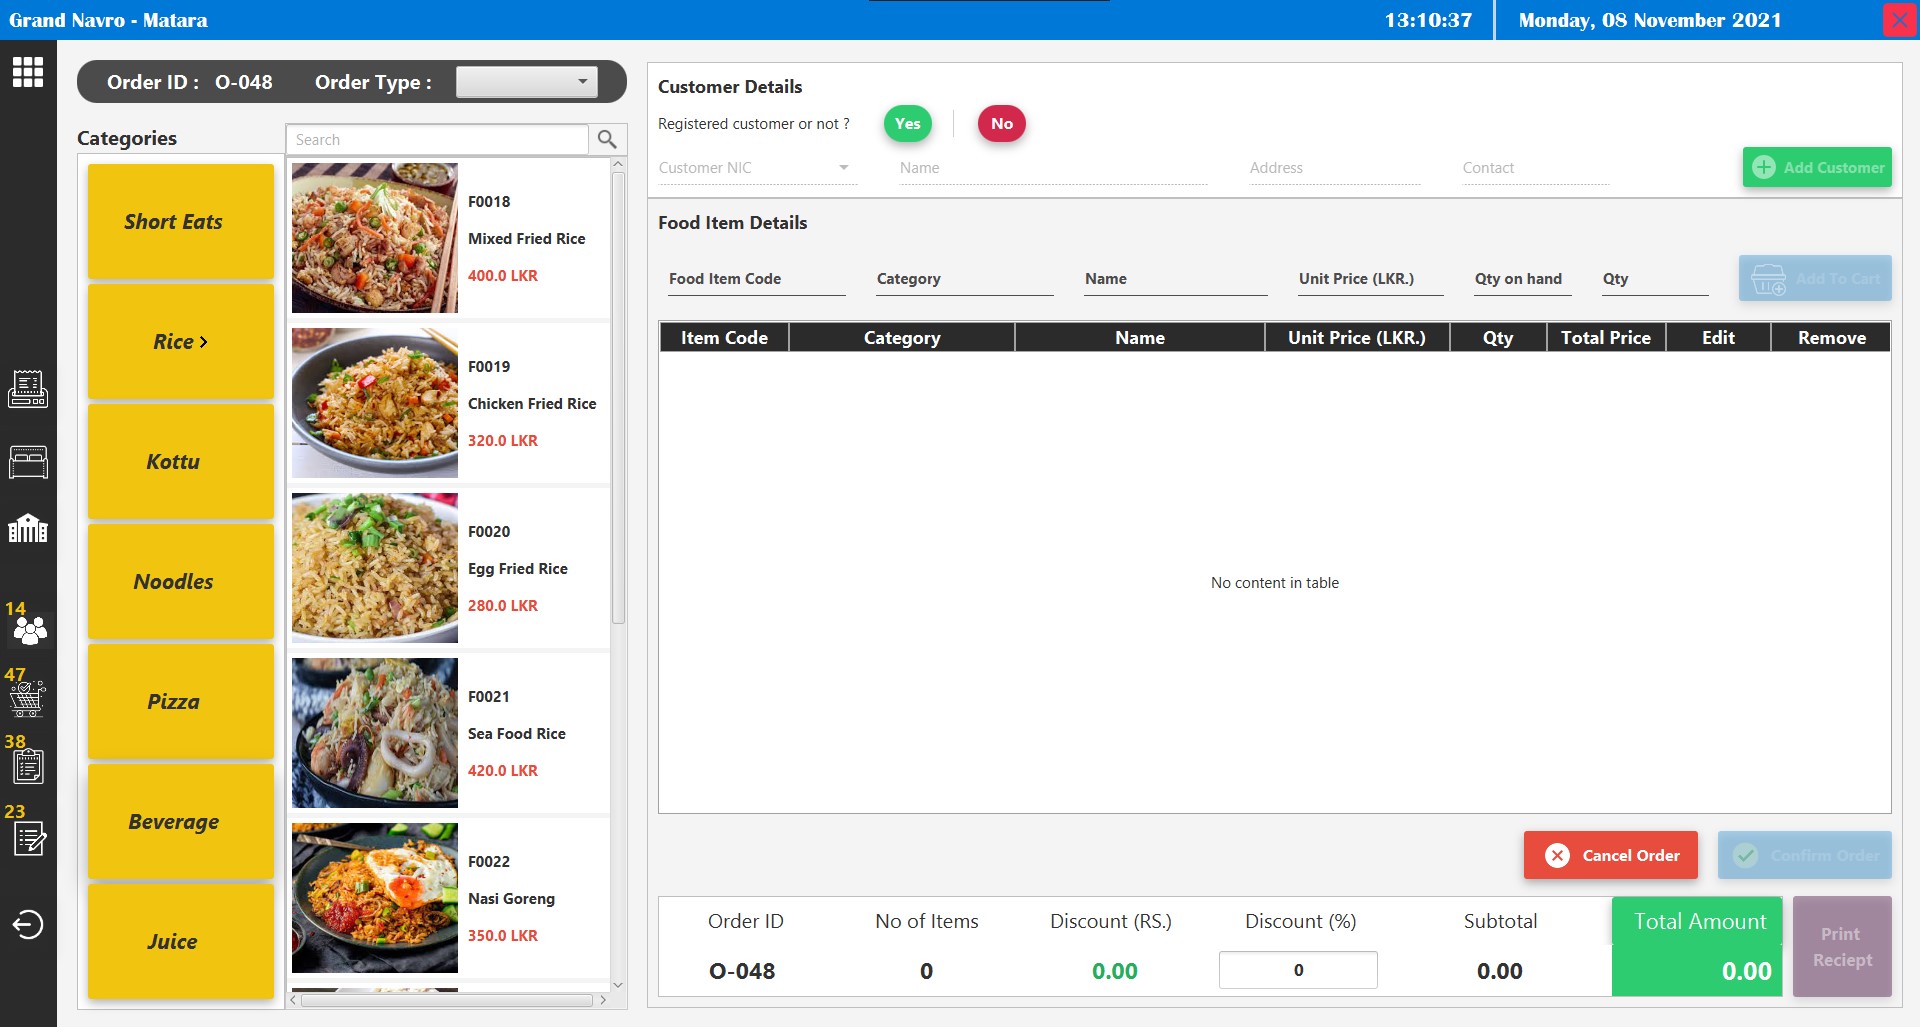 Grand Navro - Matara
13:10:37
Monday, 08 November 2021
Order ID : O-048 Order Type :
Categories
Search
Short Eats
Rice
Kottu
Noodles
Pizza
Beverage
Juice
F0018
Mixed Fried Rice
400.0 LKR
F0019
Chicken Fried Rice
320.0 LKR
F0020
Egg Fried Rice
280.0 LKR
F0021
Sea Food Rice
420.0 LKR
F0022
Nasi Goreng
350.0 LKR
14
47
38
23
Customer Details
Registered customer or not ? Yes No
Customer NIC Name Address Contact Add Customer
Food Item Details
Food Item Code Category Name Unit Price (LKR.) Qty on hand Qty Add To Cart
Item Code Category Name Unit Price (LKR.) Qty Total Price Edit Remove
No content in table
Cancel Order Confirm Order
Order ID No of Items Discount (RS.) Discount (%) Subtotal Total Amount
O-048 0 0.00 0 0.00 0.00
Print
Reciept